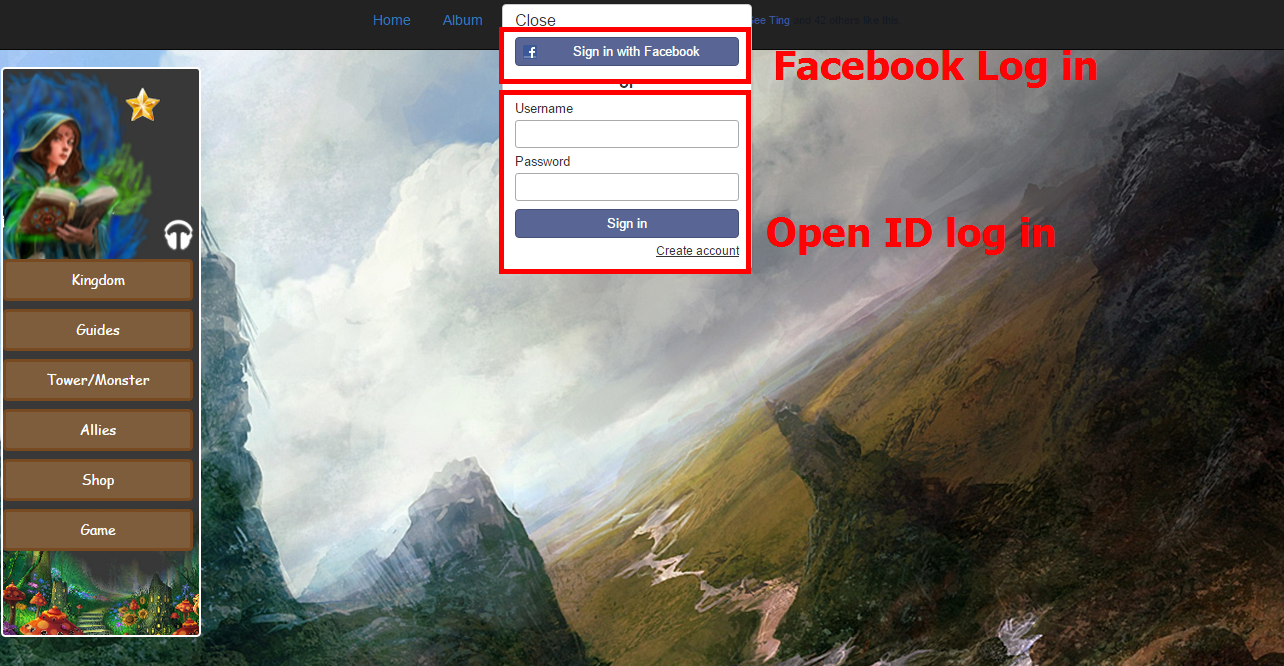 Home Album Close See Ting and 42 others like this.
Sign in with Facebook
Facebook Log in
or
Username
Password
Sign in
Open ID log in
Create account
Kingdom
Guides
Tower/Monster
Allies
Shop
Game